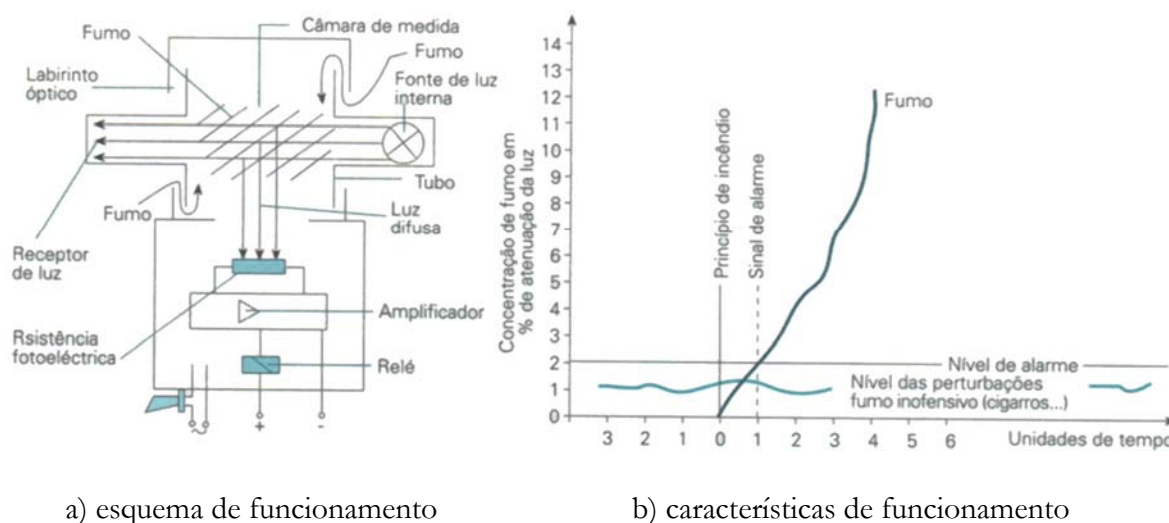 Fumo
Câmara de medida
Fumo
Labirinto
óptico
Fonte de luz
interna
Tubo
Fumo
Luz
difusa
Receptor
de luz
Amplificador
Rsistência
fotoeléctrica
Relé
+
-
a) esquema de funcionamento
Concentração de fumo em
% de atenuação da luz
14
13
12
11
10
9
8
7
6
5
4
3
2
1
0
Princípio de incêndio
Sinal de alarme
Fumo
Nível de alarme
Nível das perturbações
fumo inofensivo (cigarros...)
3 2 1 0 1 2 3 4 5 6 Unidades de tempo
b) características de funcionamento